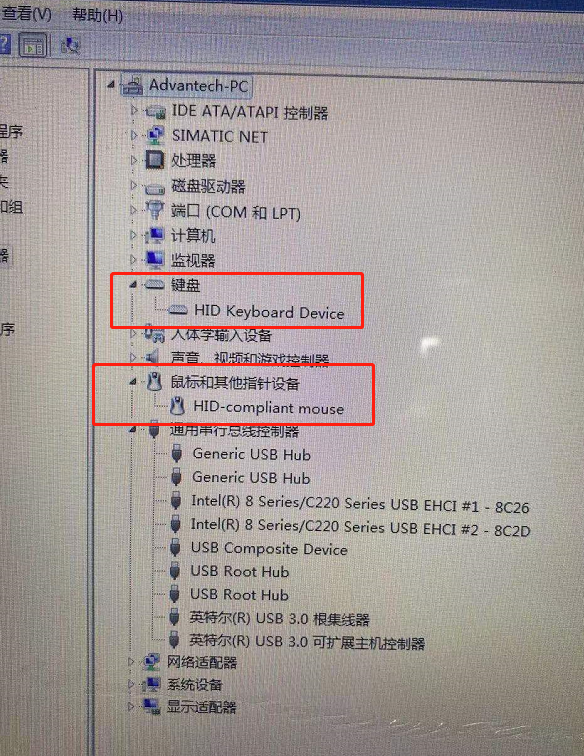 查看(V) 帮助(H)
Advantech-PC
IDE ATA/ATAPI 控制器
SIMATIC NET
程序
处理器
器
磁盘驱动器
夹
端口 (COM 和 LPT)
和组
计算机
监视器
器
键盘
HID Keyboard Device
序
人体学输入设备
声音、视频和游戏控制器
鼠标和其他指针设备
HID-compliant mouse
通用串行总线控制器
Generic USB Hub
Generic USB Hub
Intel(R) 8 Series/C220 Series USB EHCI #1 - 8C26
Intel(R) 8 Series/C220 Series USB EHCI #2 - 8C2D
USB Composite Device
USB Root Hub
USB Root Hub
英特尔(R) USB 3.0 根集线器
英特尔(R) USB 3.0 可扩展主机控制器
网络适配器
系统设备
显示适配器